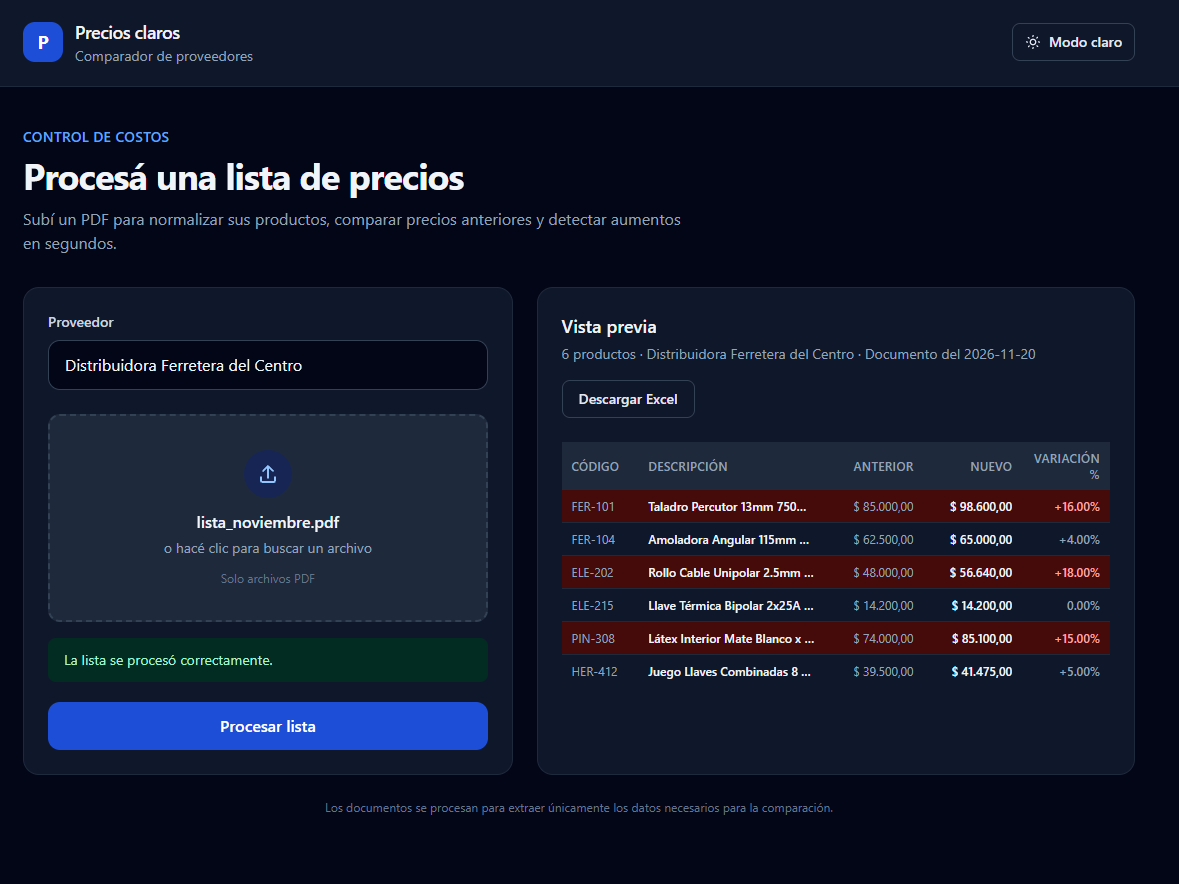 P
Precios claros
Comparador de proveedores
Modo claro
CONTROL DE COSTOS
Procesá una lista de precios
Subí un PDF para normalizar sus productos, comparar precios anteriores y detectar aumentos
en segundos.
Proveedor
Distribuidora Ferretera del Centro
lista_noviembre.pdf
o hacé clic para buscar un archivo
Solo archivos PDF
La lista se procesó correctamente.
Procesar lista
Vista previa
6 productos · Distribuidora Ferretera del Centro · Documento del 2026-11-20
Descargar Excel
CÓDIGO DESCRIPCIÓN ANTERIOR NUEVO VARIACIÓN %
FER-101 Taladro Percutor 13mm 750... $ 85.000,00 $ 98.600,00 +16.00%
FER-104 Amoladora Angular 115mm ... $ 62.500,00 $ 65.000,00 +4.00%
ELE-202 Rollo Cable Unipolar 2.5mm ... $ 48.000,00 $ 56.640,00 +18.00%
ELE-215 Llave Térmica Bipolar 2x25A ... $ 14.200,00 $ 14.200,00 0.00%
PIN-308 Látex Interior Mate Blanco x ... $ 74.000,00 $ 85.100,00 +15.00%
HER-412 Juego Llaves Combinadas 8 ... $ 39.500,00 $ 41.475,00 +5.00%
Los documentos se procesan para extraer únicamente los datos necesarios para la comparación.